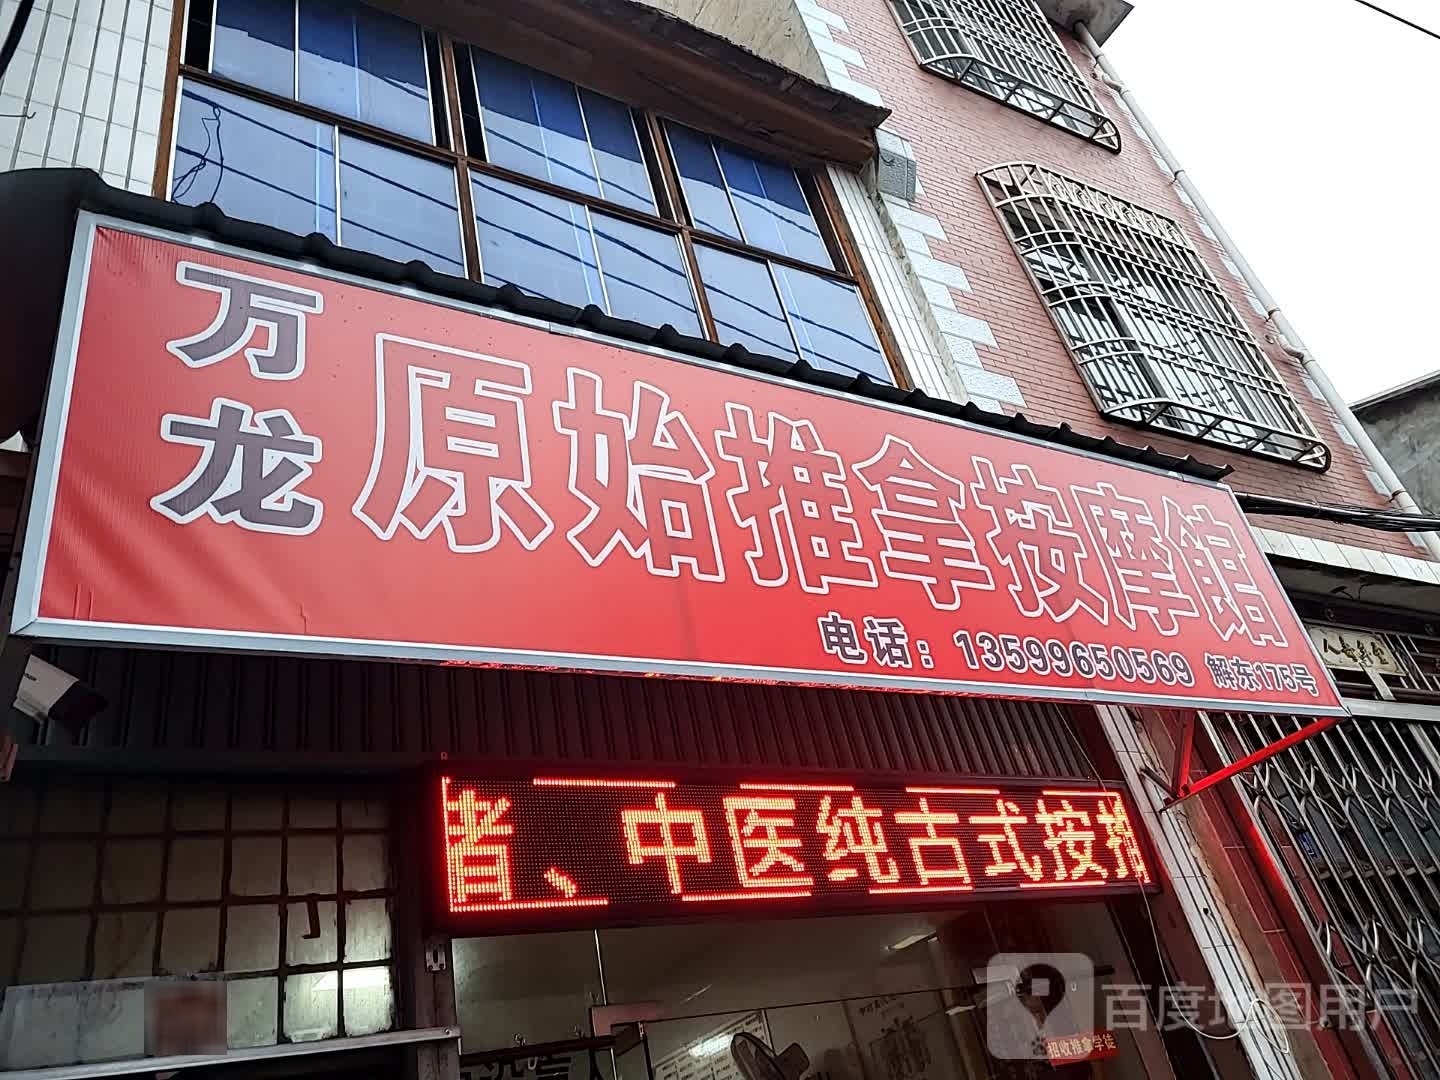 万龙
原始推拿按摩館
电话：13599650569 解东175号
者、中医纯古式按
招收推拿学徒
百度地图用户